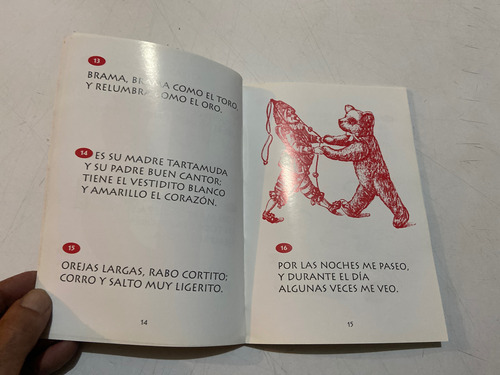 13
BRAMA, BRAMA COMO EL TORO,
Y RELUMBRA COMO EL ORO.
14
ES SU MADRE TARTAMUDA
Y SU PADRE BUEN CANTOR;
TIENE EL VESTIDITO BLANCO
Y AMARILLO EL CORAZÓN.
15
OREJAS LARGAS, RABO CORTITO;
CORRO Y SALTO MUY LIGERITO.
14
16
POR LAS NOCHES ME PASEO,
Y DURANTE EL DÍA
ALGUNAS VECES ME VEO.
15